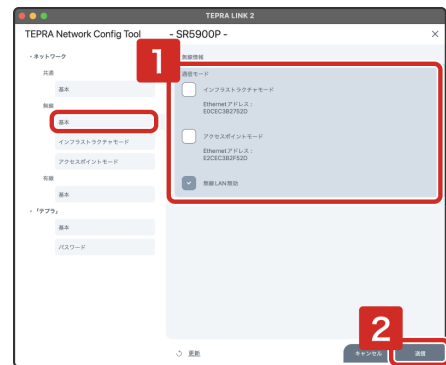 TEPRA LINK 2
TEPRA Network Config Tool - SR5900P -
1
・ネットワーク
共通
基本
無線
基本
インフラストラクチャモード
アクセスポイントモード
有線
基本
・「テプラ」
基本
パスワード
無線情報
通信モード
インフラストラクチャモード
Ethernetアドレス：
E0CEC3B2752D
アクセスポイントモード
Ethernetアドレス：
E2CEC3B2F52D
無線LAN無効
2
更新
キャンセル
送信